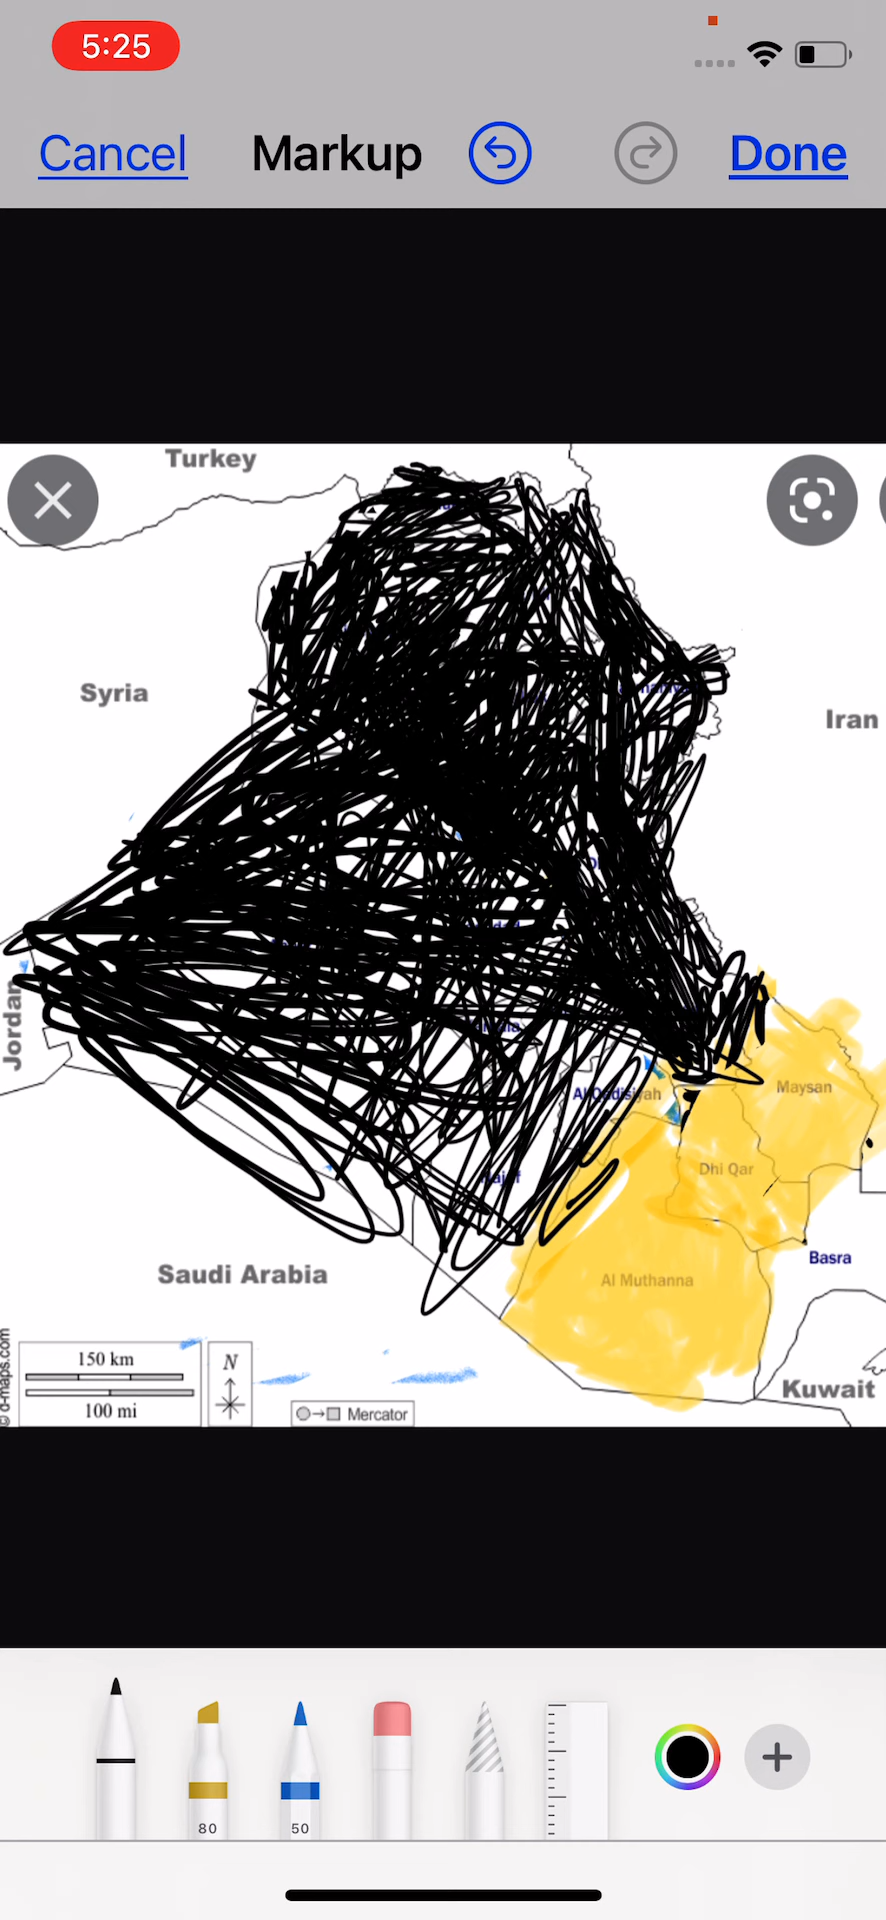 5:25
Cancel Markup Done
Turkey
Syria
Iran
Jordan
Al Qadisiyah
Maysan
Dhi Qar
Basra
Saudi Arabia
Al Muthanna
Kuwait
150 km
100 mi
N
Mercator
© d-maps.com
80 50